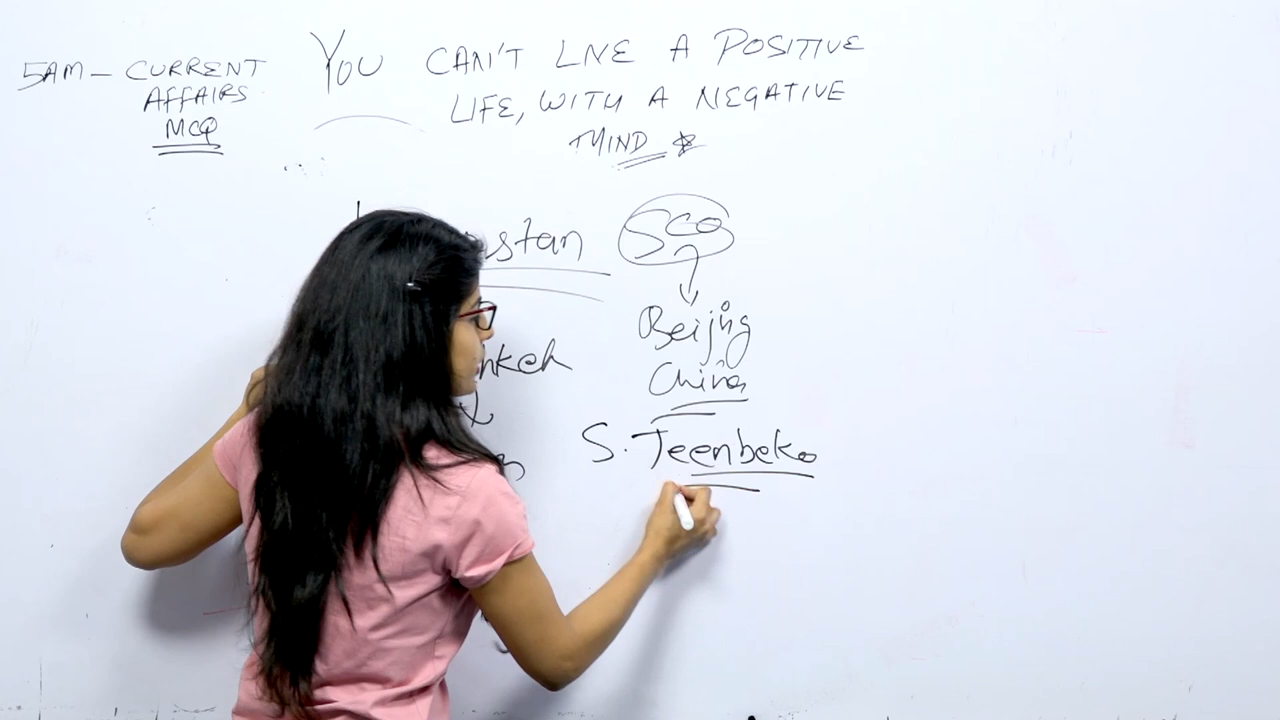 5AM - CURRENT
AFFAIRS
MCQ
YOU CAN'T LIVE A POSITIVE
LIFE, WITH A NEGATIVE
MIND
stan
SCO
Beijing
China
S. Jeenbeko